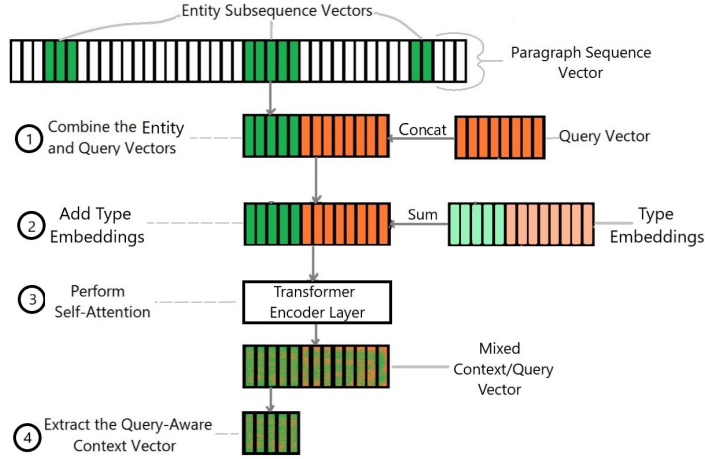 Entity Subsequence Vectors
Paragraph Sequence
Vector
1
Combine the Entity
and Query Vectors
Concat
Query Vector
2
Add Type
Embeddings
Sum
Type
Embeddings
3
Perform
Self-Attention
Transformer
Encoder Layer
Mixed
Context/Query
Vector
4
Extract the Query-Aware
Context Vector